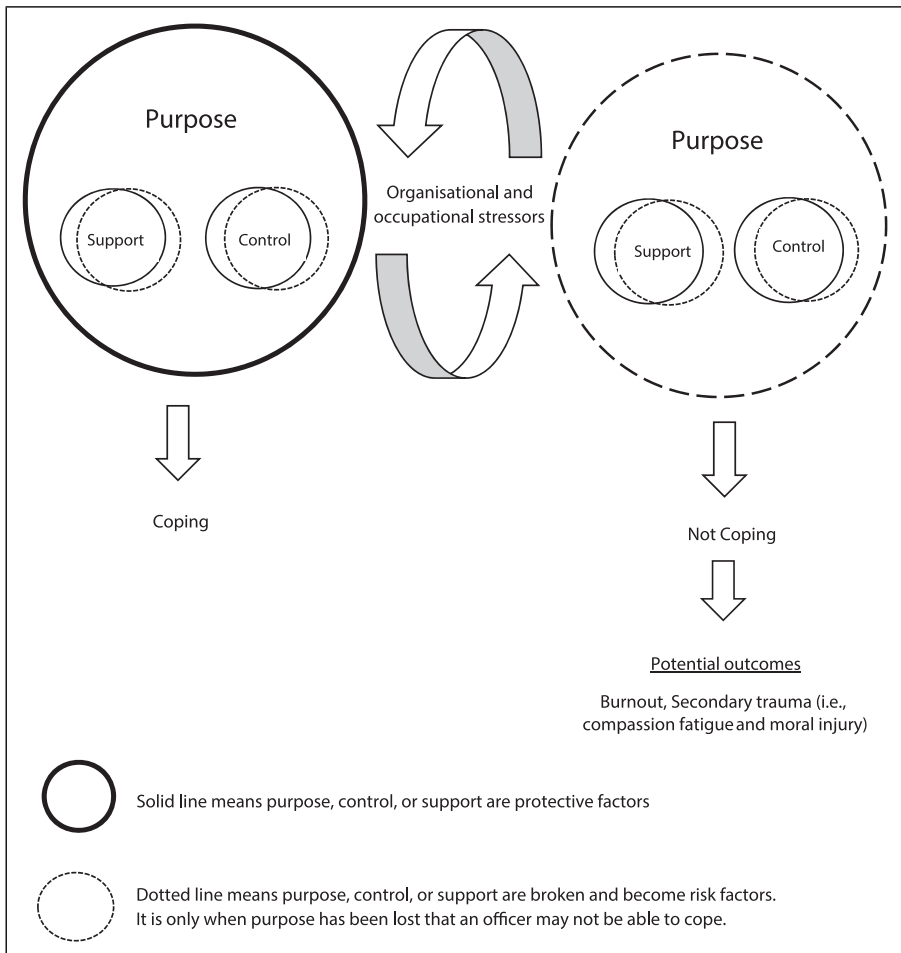 Purpose
Support
Control
Organisational and
occupational stressors
Purpose
Support
Control
Coping
Not Coping
Potential outcomes
Burnout, Secondary trauma (i.e.,
compassion fatigue and moral injury)
Solid line means purpose, control, or support are protective factors
Dotted line means purpose, control, or support are broken and become risk factors.
It is only when purpose has been lost that an officer may not be able to cope.